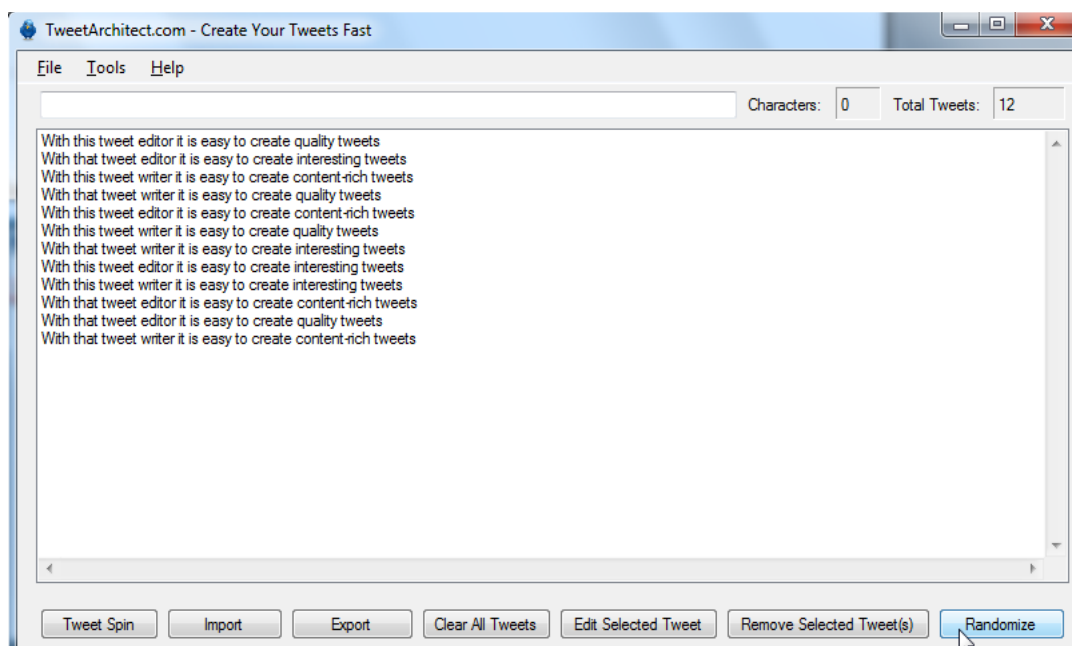 TweetArchitect.com - Create Your Tweets Fast
File Tools Help
Characters: 0 Total Tweets: 12
With this tweet editor it is easy to create quality tweets
With that tweet editor it is easy to create interesting tweets
With this tweet writer it is easy to create content-rich tweets
With that tweet writer it is easy to create quality tweets
With this tweet editor it is easy to create content-rich tweets
With this tweet writer it is easy to create quality tweets
With that tweet writer it is easy to create interesting tweets
With this tweet editor it is easy to create interesting tweets
With this tweet writer it is easy to create interesting tweets
With that tweet editor it is easy to create content-rich tweets
With that tweet editor it is easy to create quality tweets
With that tweet writer it is easy to create content-rich tweets
Tweet Spin Import Export Clear All Tweets Edit Selected Tweet Remove Selected Tweet(s) Randomize